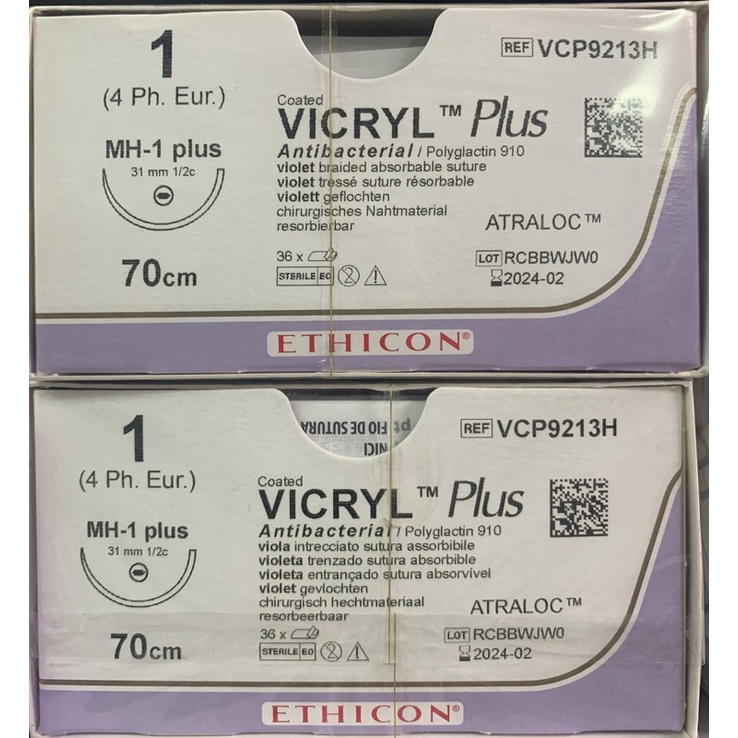 1
(4 Ph. Eur.)
MH-1 plus
31 mm 1/2c
70cm
Coated
VICRYL™ Plus
Antibacterial / Polyglactin 910
violet braided absorbable suture
violet tressé suture résorbable
violett geflochten
chirurgisches Nahtmaterial
resorbierbar
36 x
STERILE EO
REF VCP9213H
ATRALOC™
LOT RCBBWJW0
2024-02
ETHICON®
1
(4 Ph. Eur.)
MH-1 plus
31 mm 1/2c
70cm
pt FIO DE SUTURA
Coated
VICRYL™ Plus
Antibacterial / Polyglactin 910
viola intrecciato sutura assorbibile
violeta trenzado sutura absorbible
violeta entrançado sutura absorvível
violet gevlochten
chirurgisch hechtmateriaal
resorbeerbaar
36 x
STERILE EO
REF VCP9213H
ATRALOC™
LOT RCBBWJW0
2024-02
ETHICON®